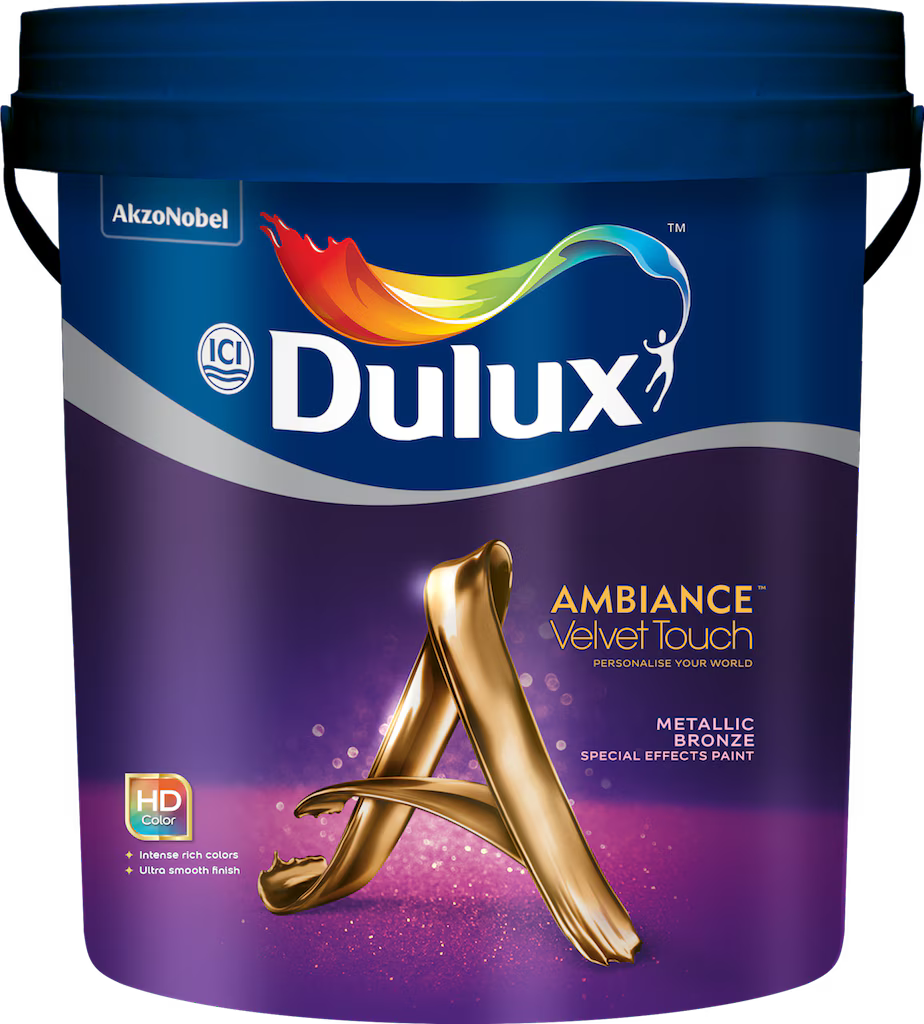 AkzoNobel
TM
ICI
Dulux
AMBIANCE™
Velvet Touch
PERSONALISE YOUR WORLD
METALLIC
BRONZE
SPECIAL EFFECTS PAINT
HD
Color
Intense rich colors
Ultra smooth finish